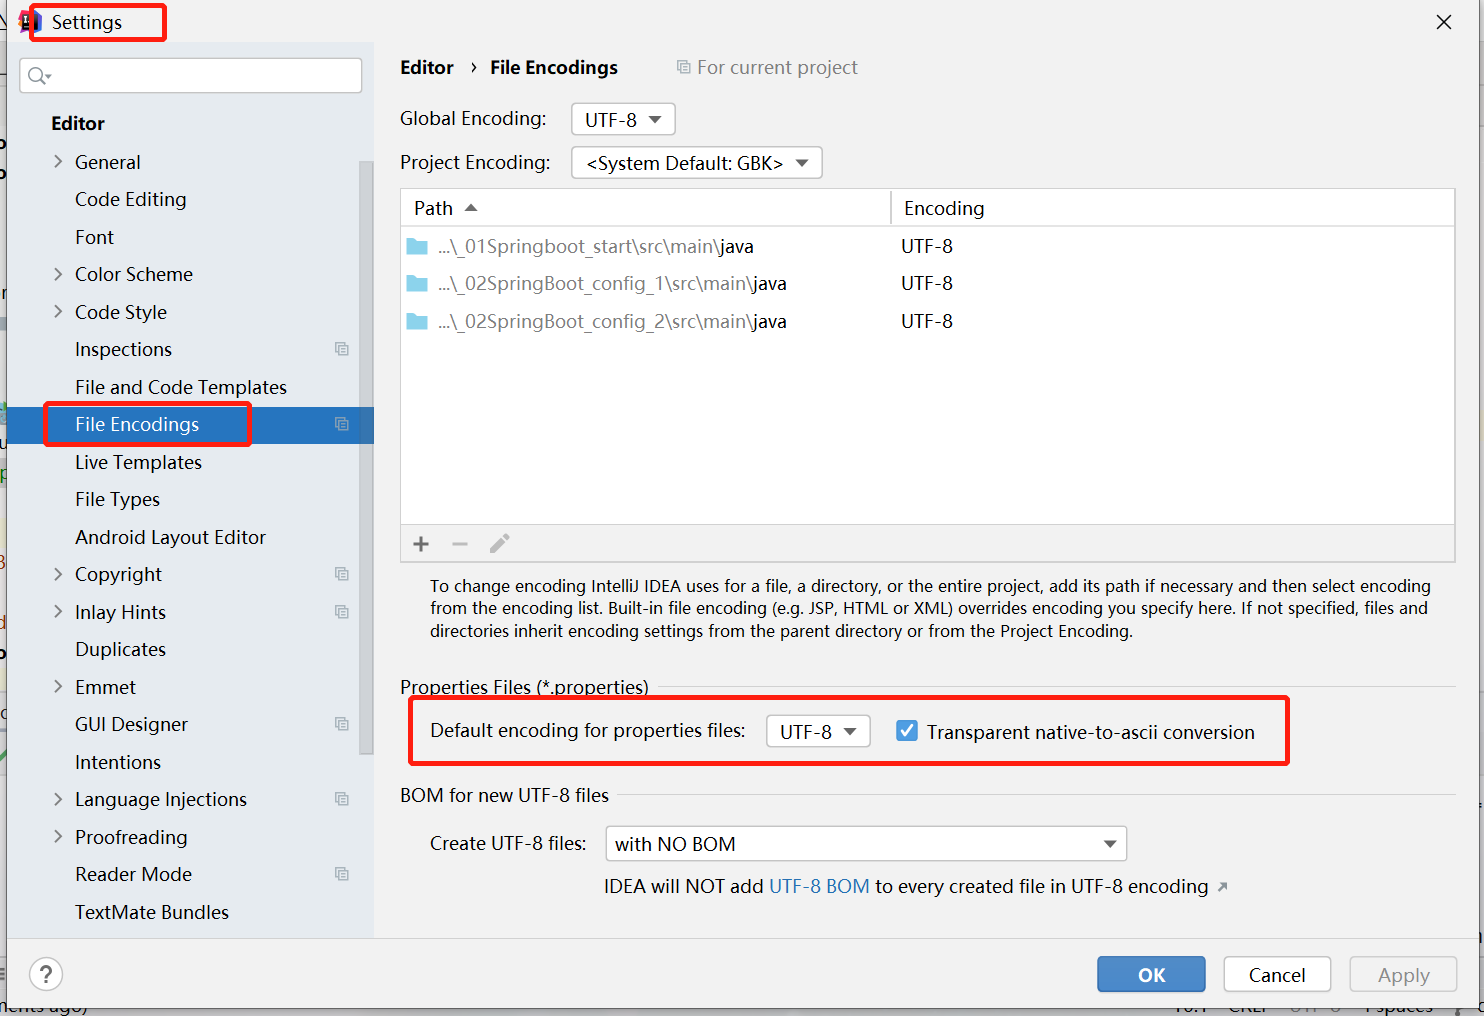 Settings
Editor
General
Code Editing
Font
Color Scheme
Code Style
Inspections
File and Code Templates
File Encodings
Live Templates
File Types
Android Layout Editor
Copyright
Inlay Hints
Duplicates
Emmet
GUI Designer
Intentions
Language Injections
Proofreading
Reader Mode
TextMate Bundles
Editor › File Encodings For current project
Global Encoding: UTF-8
Project Encoding: <System Default: GBK>
Path Encoding
...\_01Springboot_start\src\main\java UTF-8
...\_02SpringBoot_config_1\src\main\java UTF-8
...\_02SpringBoot_config_2\src\main\java UTF-8
To change encoding IntelliJ IDEA uses for a file, a directory, or the entire project, add its path if necessary and then select encoding
from the encoding list. Built-in file encoding (e.g. JSP, HTML or XML) overrides encoding you specify here. If not specified, files and
directories inherit encoding settings from the parent directory or from the Project Encoding.
Properties Files (*.properties)
Default encoding for properties files: UTF-8 Transparent native-to-ascii conversion
BOM for new UTF-8 files
Create UTF-8 files: with NO BOM
IDEA will NOT add UTF-8 BOM to every created file in UTF-8 encoding ↗
? OK Cancel Apply